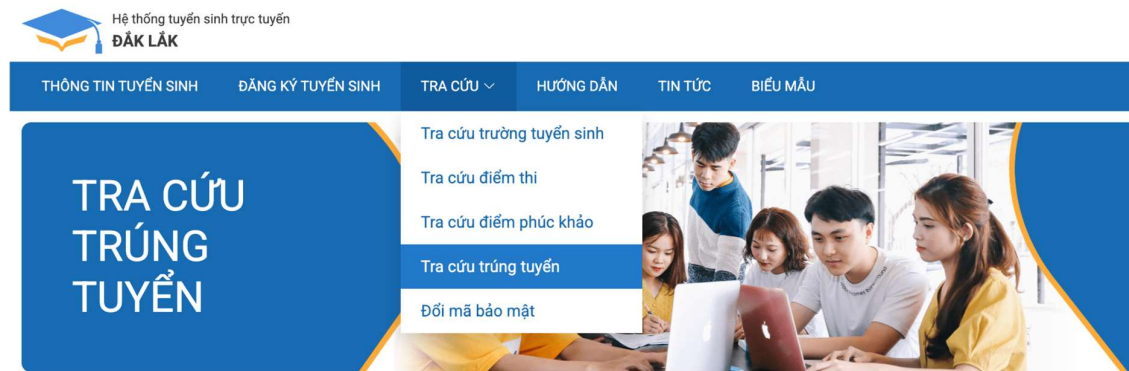 Hệ thống tuyển sinh trực tuyến
ĐẮK LẮK
THÔNG TIN TUYỂN SINH ĐĂNG KÝ TUYỂN SINH TRA CỨU HƯỚNG DẪN TIN TỨC BIỂU MẪU
TRA CỨU
TRÚNG
TUYỂN
Tra cứu trường tuyển sinh
Tra cứu điểm thi
Tra cứu điểm phúc khảo
Tra cứu trúng tuyển
Đổi mã bảo mật